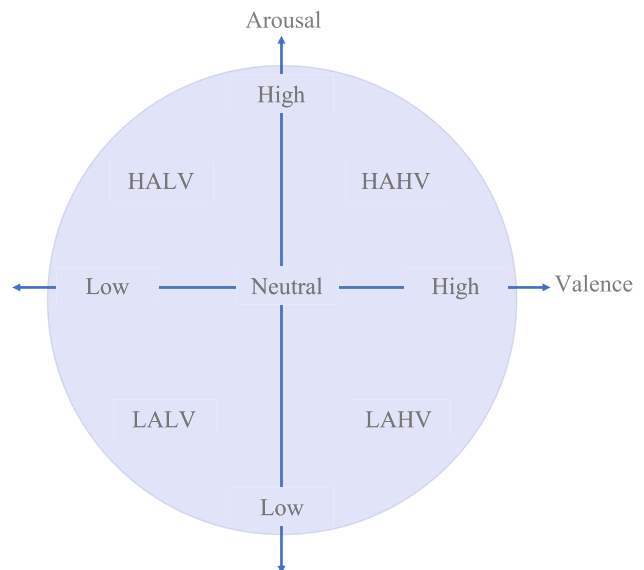 Arousal
High
HALV
HAHV
Low
Neutral
High
Valence
LALV
LAHV
Low